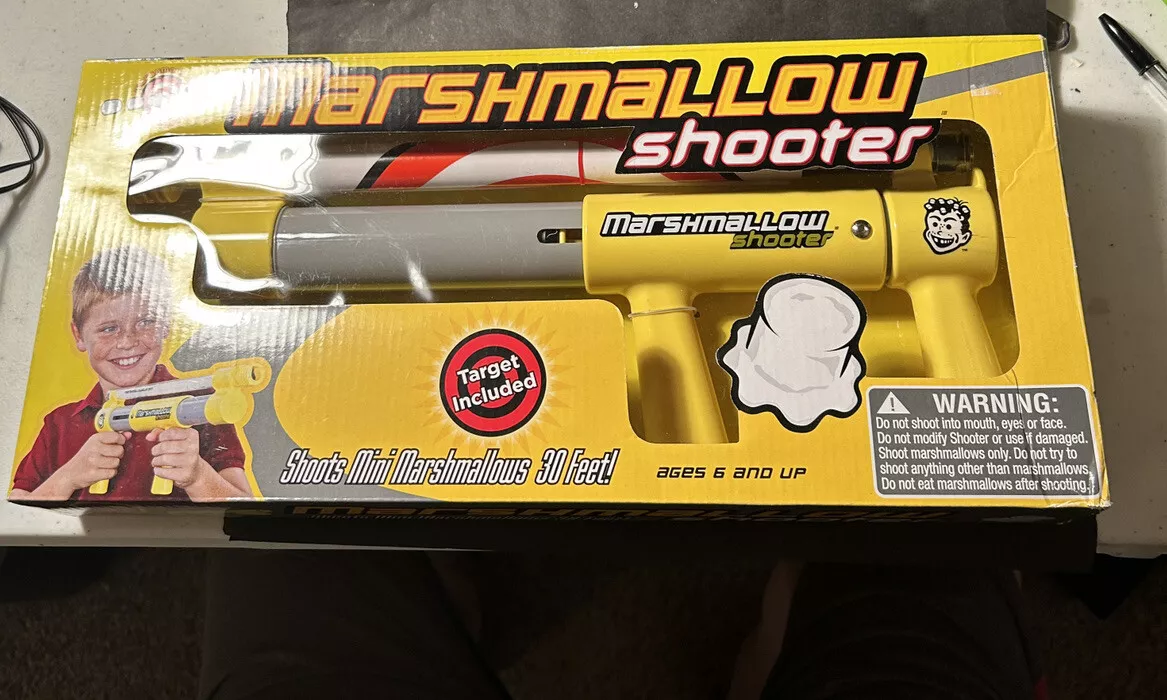 Marshmallow
shooter
Marshmallow
shooter
Target
Included
Shoots Mini Marshmallows 30 Feet!
AGES 6 AND UP
WARNING:
Do not shoot into mouth, eyes or face.
Do not modify Shooter or use if damaged.
Shoot marshmallows only. Do not try to
shoot anything other than marshmallows.
Do not eat marshmallows after shooting.
Marshmallow
shooter